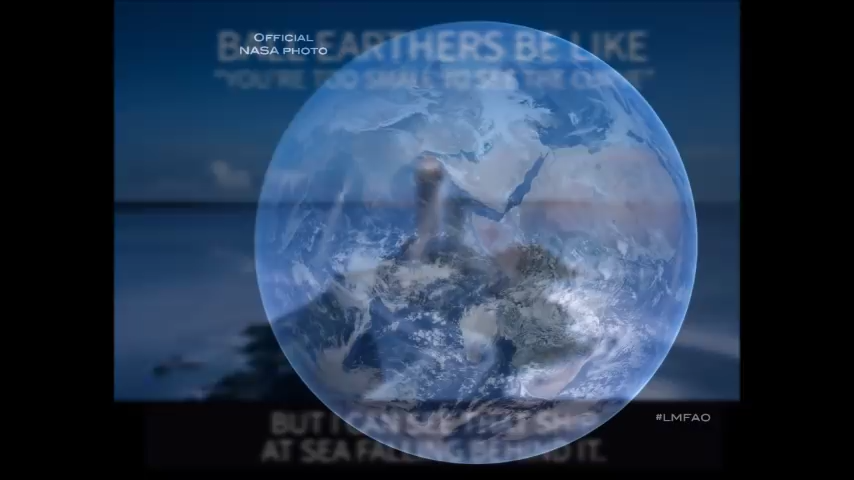 OFFICIAL
NASA PHOTO
BALL EARTHERS BE LIKE
"YOU'RE TOO SMALL TO SEE THE CURVE"
#LMFAO
BUT I CAN SEE THAT SHIP
AT SEA FALLING BEHIND IT.